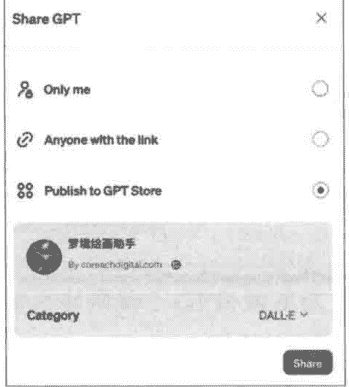 Share GPT
Only me
Anyone with the link
Publish to GPT Store
梦境绘画助手
By coreachdigital.com
Category
DALL·E
Share